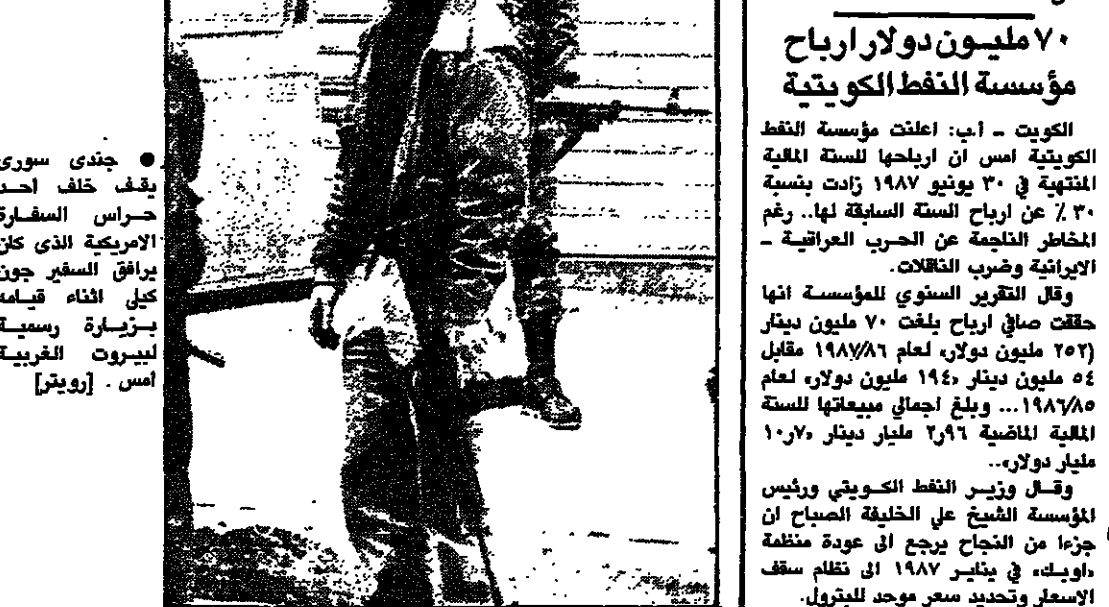 ٧٠ مليون دولار ارباح
مؤسسة النفط الكويتية
الكويت ـ أ.ب: اعلنت مؤسسة النفط
الكويتية امس ان ارباحها للسنة المالية
المنتهية في ٣٠ يونيو ١٩٨٧ زادت بنسبة
٣٠ ٪ عن ارباح السنة السابقة لها.. رغم
المخاطر الناجمة عن الحرب العراقية ـ
الايرانية وضرب الناقلات.
وقال التقرير السنوي للمؤسسة انها
حققت صافي ارباح بلغت ٧٠ مليون دينار
(٢٥٢ مليون دولار» لعام ١٩٨٧/٨٦ مقابل
٥٤ مليون دينار «١٩٤ مليون دولار» لعام
١٩٨٦/٨٥... وبلغ اجمالي مبيعاتها للسنة
المالية الماضية ٢٫٩٦ مليار دينار «١٠٫٧
مليار دولار»..
وقال وزير النفط الكويتي ورئيس
المؤسسة الشيخ علي الخليفة الصباح ان
جزءا من النجاح يرجع الى عودة منظمة
«اوبك» في يناير ١٩٨٧ الى نظام سقف
الاسعار وتحديد سعر موحد للبترول.
● جندى سورى
يقف خلف احد
حراس السفارة
الامريكية الذى كان
يرافق السفير جون
كيلى اثناء قيامه
بزيارة رسمية
لبيروت الغربية
امس . [رويتر]